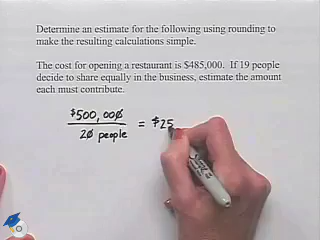 Determine an estimate for the following using rounding to
make the resulting calculations simple.
The cost for opening a restaurant is $485,000. If 19 people
decide to share equally in the business, estimate the amount
each must contribute.
$500,000
20 people
= $25